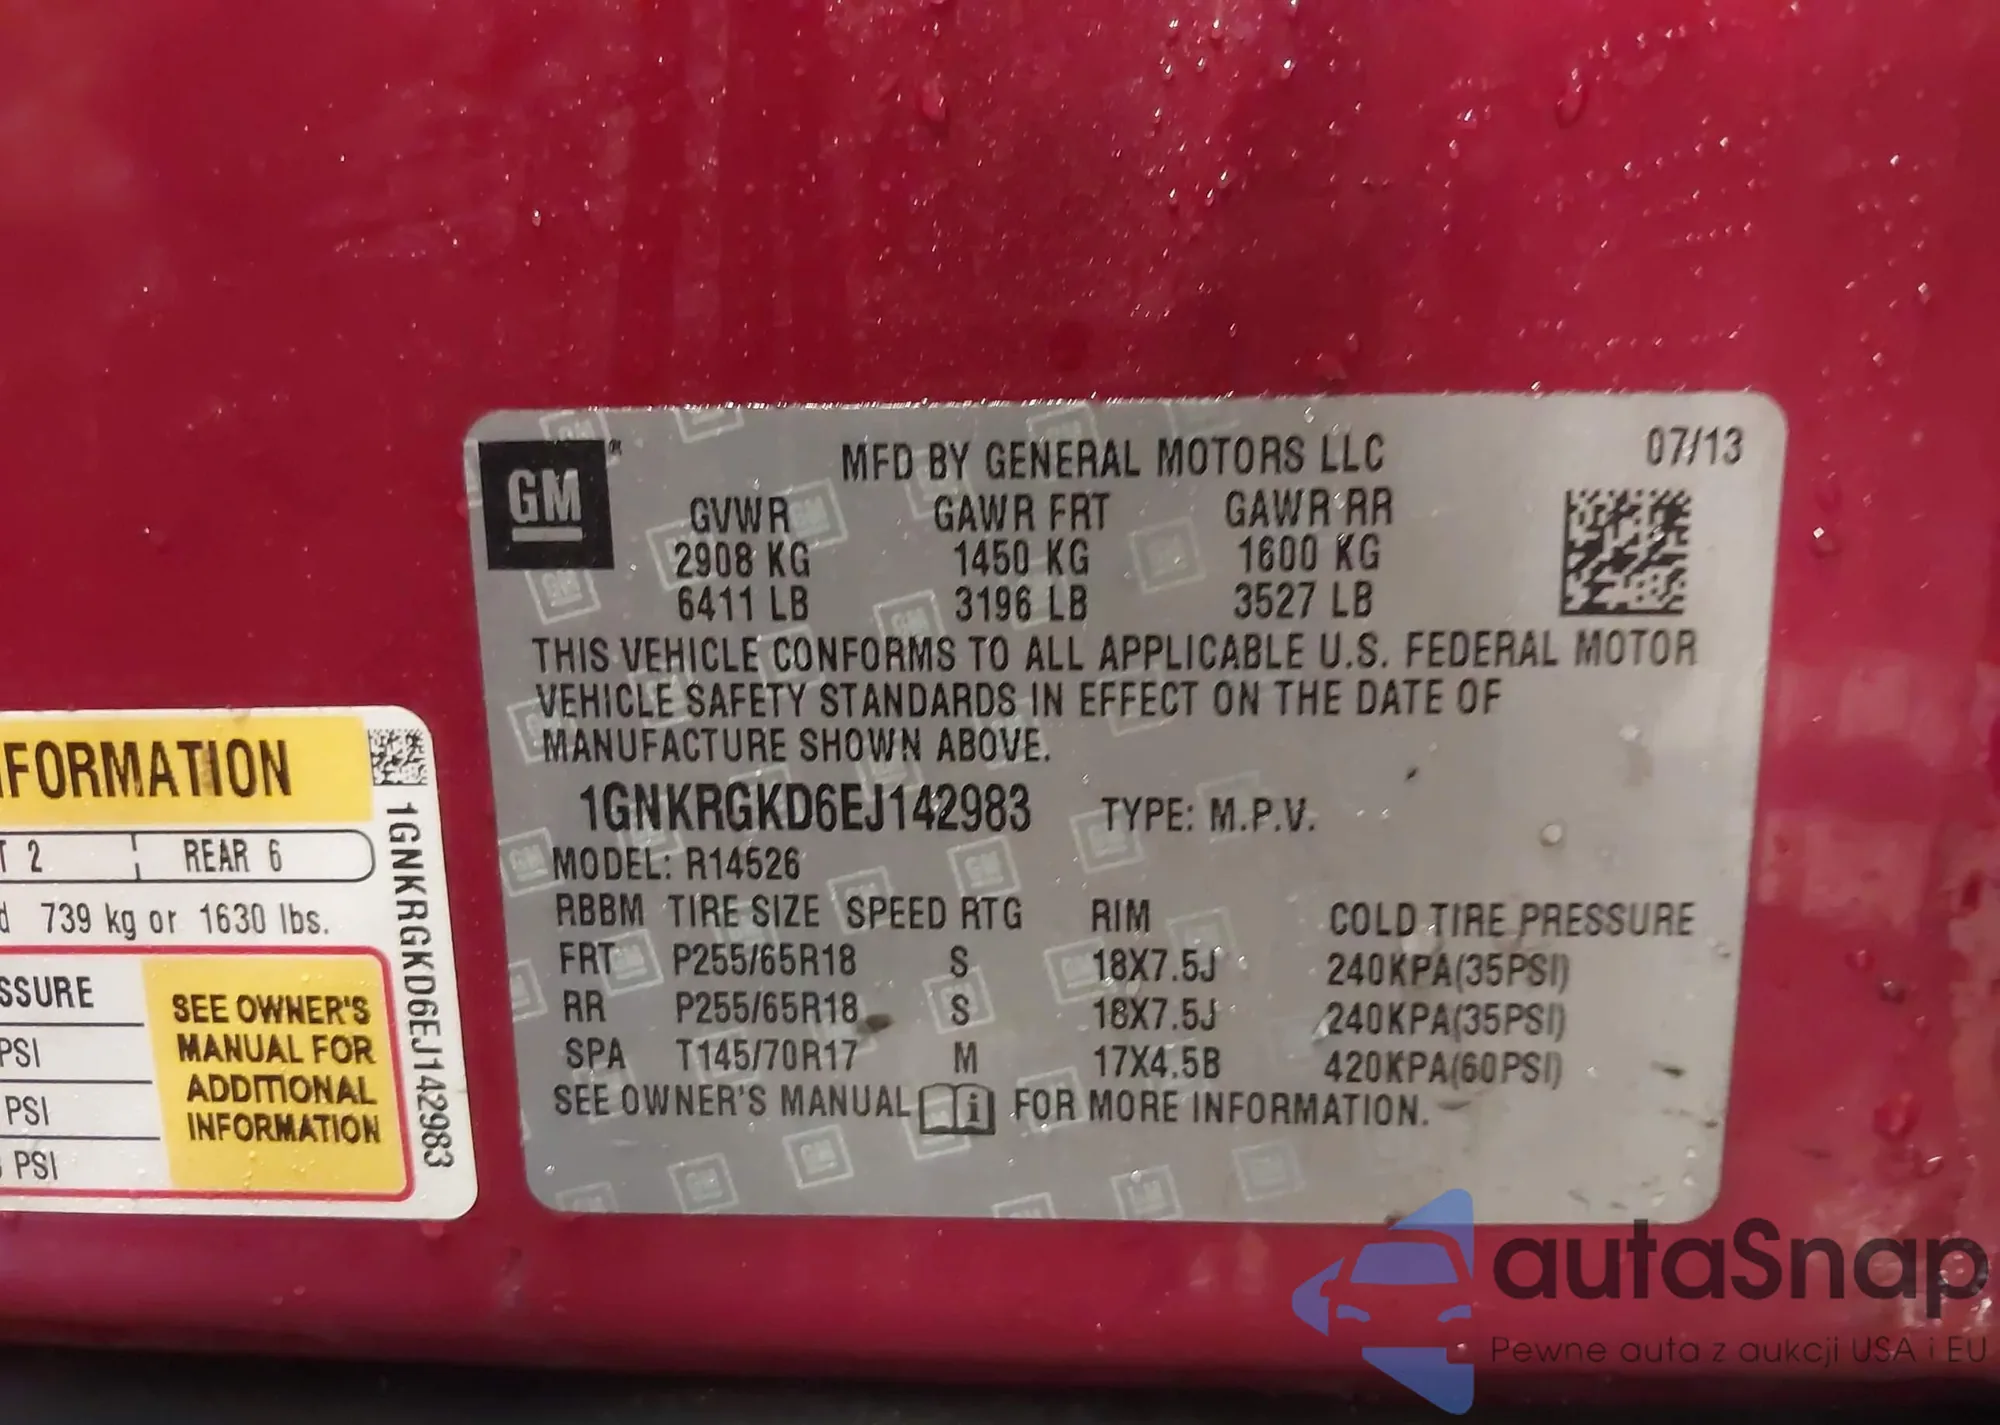 GM ®
MFD BY GENERAL MOTORS LLC 07/13
GVWR GAWR FRT GAWR RR
2908 KG 1450 KG 1600 KG
6411 LB 3196 LB 3527 LB
THIS VEHICLE CONFORMS TO ALL APPLICABLE U.S. FEDERAL MOTOR
VEHICLE SAFETY STANDARDS IN EFFECT ON THE DATE OF
MANUFACTURE SHOWN ABOVE.
1GNKRGKD6EJ142983 TYPE: M.P.V.
MODEL: R14526
RBBM TIRE SIZE SPEED RTG RIM COLD TIRE PRESSURE
FRT P255/65R18 S 18X7.5J 240KPA(35PSI)
RR P255/65R18 S 18X7.5J 240KPA(35PSI)
SPA T145/70R17 M 17X4.5B 420KPA(60PSI)
SEE OWNER'S MANUAL i FOR MORE INFORMATION.
FORMATION
T 2 REAR 6
d 739 kg or 1630 lbs.
SSURE
PSI
PSI
PSI
SEE OWNER'S
MANUAL FOR
ADDITIONAL
INFORMATION
1GNKRGKD6EJ142983
autaSnap
Pewne auta z aukcji USA i EU